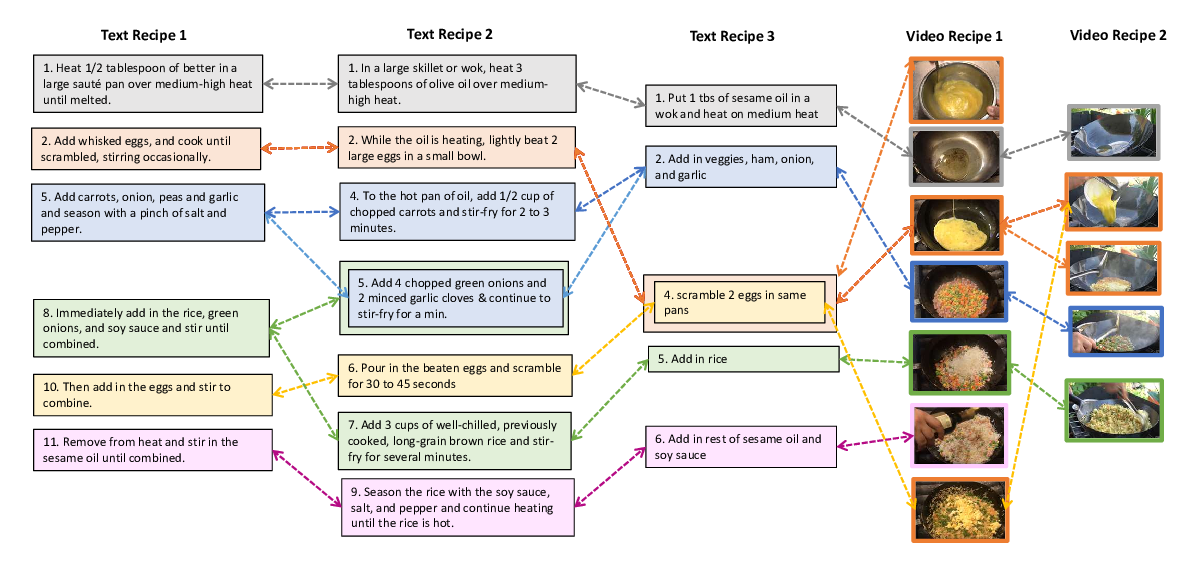 Text Recipe 1
1. Heat 1/2 tablespoon of better in a
large sauté pan over medium-high heat
until melted.
2. Add whisked eggs, and cook until
scrambled, stirring occasionally.
5. Add carrots, onion, peas and garlic
and season with a pinch of salt and
pepper.
8. Immediately add in the rice, green
onions, and soy sauce and stir until
combined.
10. Then add in the eggs and stir to
combine.
11. Remove from heat and stir in the
sesame oil until combined.
Text Recipe 2
1. In a large skillet or wok, heat 3
tablespoons of olive oil over medium-
high heat.
2. While the oil is heating, lightly beat 2
large eggs in a small bowl.
4. To the hot pan of oil, add 1/2 cup of
chopped carrots and stir-fry for 2 to 3
minutes.
5. Add 4 chopped green onions and
2 minced garlic cloves & continue to
stir-fry for a min.
6. Pour in the beaten eggs and scramble
for 30 to 45 seconds
7. Add 3 cups of well-chilled, previously
cooked, long-grain brown rice and stir-
fry for several minutes.
9. Season the rice with the soy sauce,
salt, and pepper and continue heating
until the rice is hot.
Text Recipe 3
1. Put 1 tbs of sesame oil in a
wok and heat on medium heat
2. Add in veggies, ham, onion,
and garlic
4. scramble 2 eggs in same
pans
5. Add in rice
6. Add in rest of sesame oil and
soy sauce
Video Recipe 1
Video Recipe 2